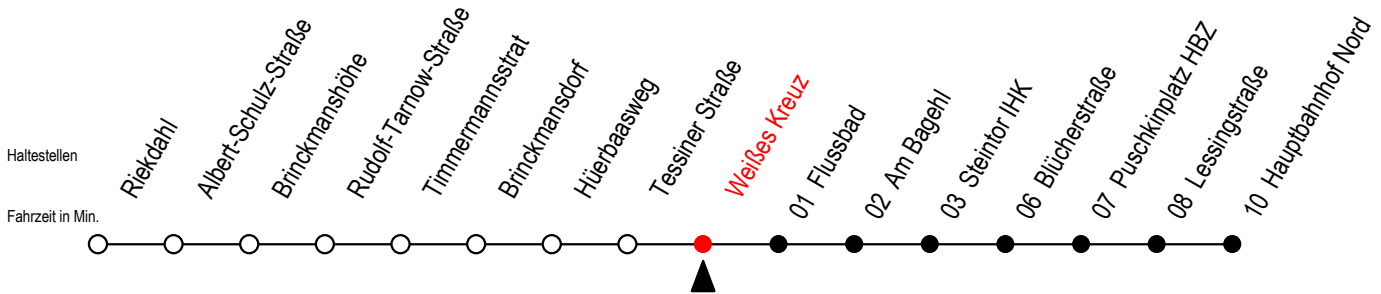 Haltestellen
Fahrzeit in Min.
Riekdahl
Albert-Schulz-Straße
Brinckmanshöhe
Rudolf-Tarnow-Straße
Timmermannsstrat
Brinckmansdorf
Hüerbaasweg
Tessiner Straße
Weißes Kreuz
01 Flussbad
02 Am Bagehl
03 Steintor IHK
06 Blücherstraße
07 Puschkinplatz HBZ
08 Lessingstraße
10 Hauptbahnhof Nord